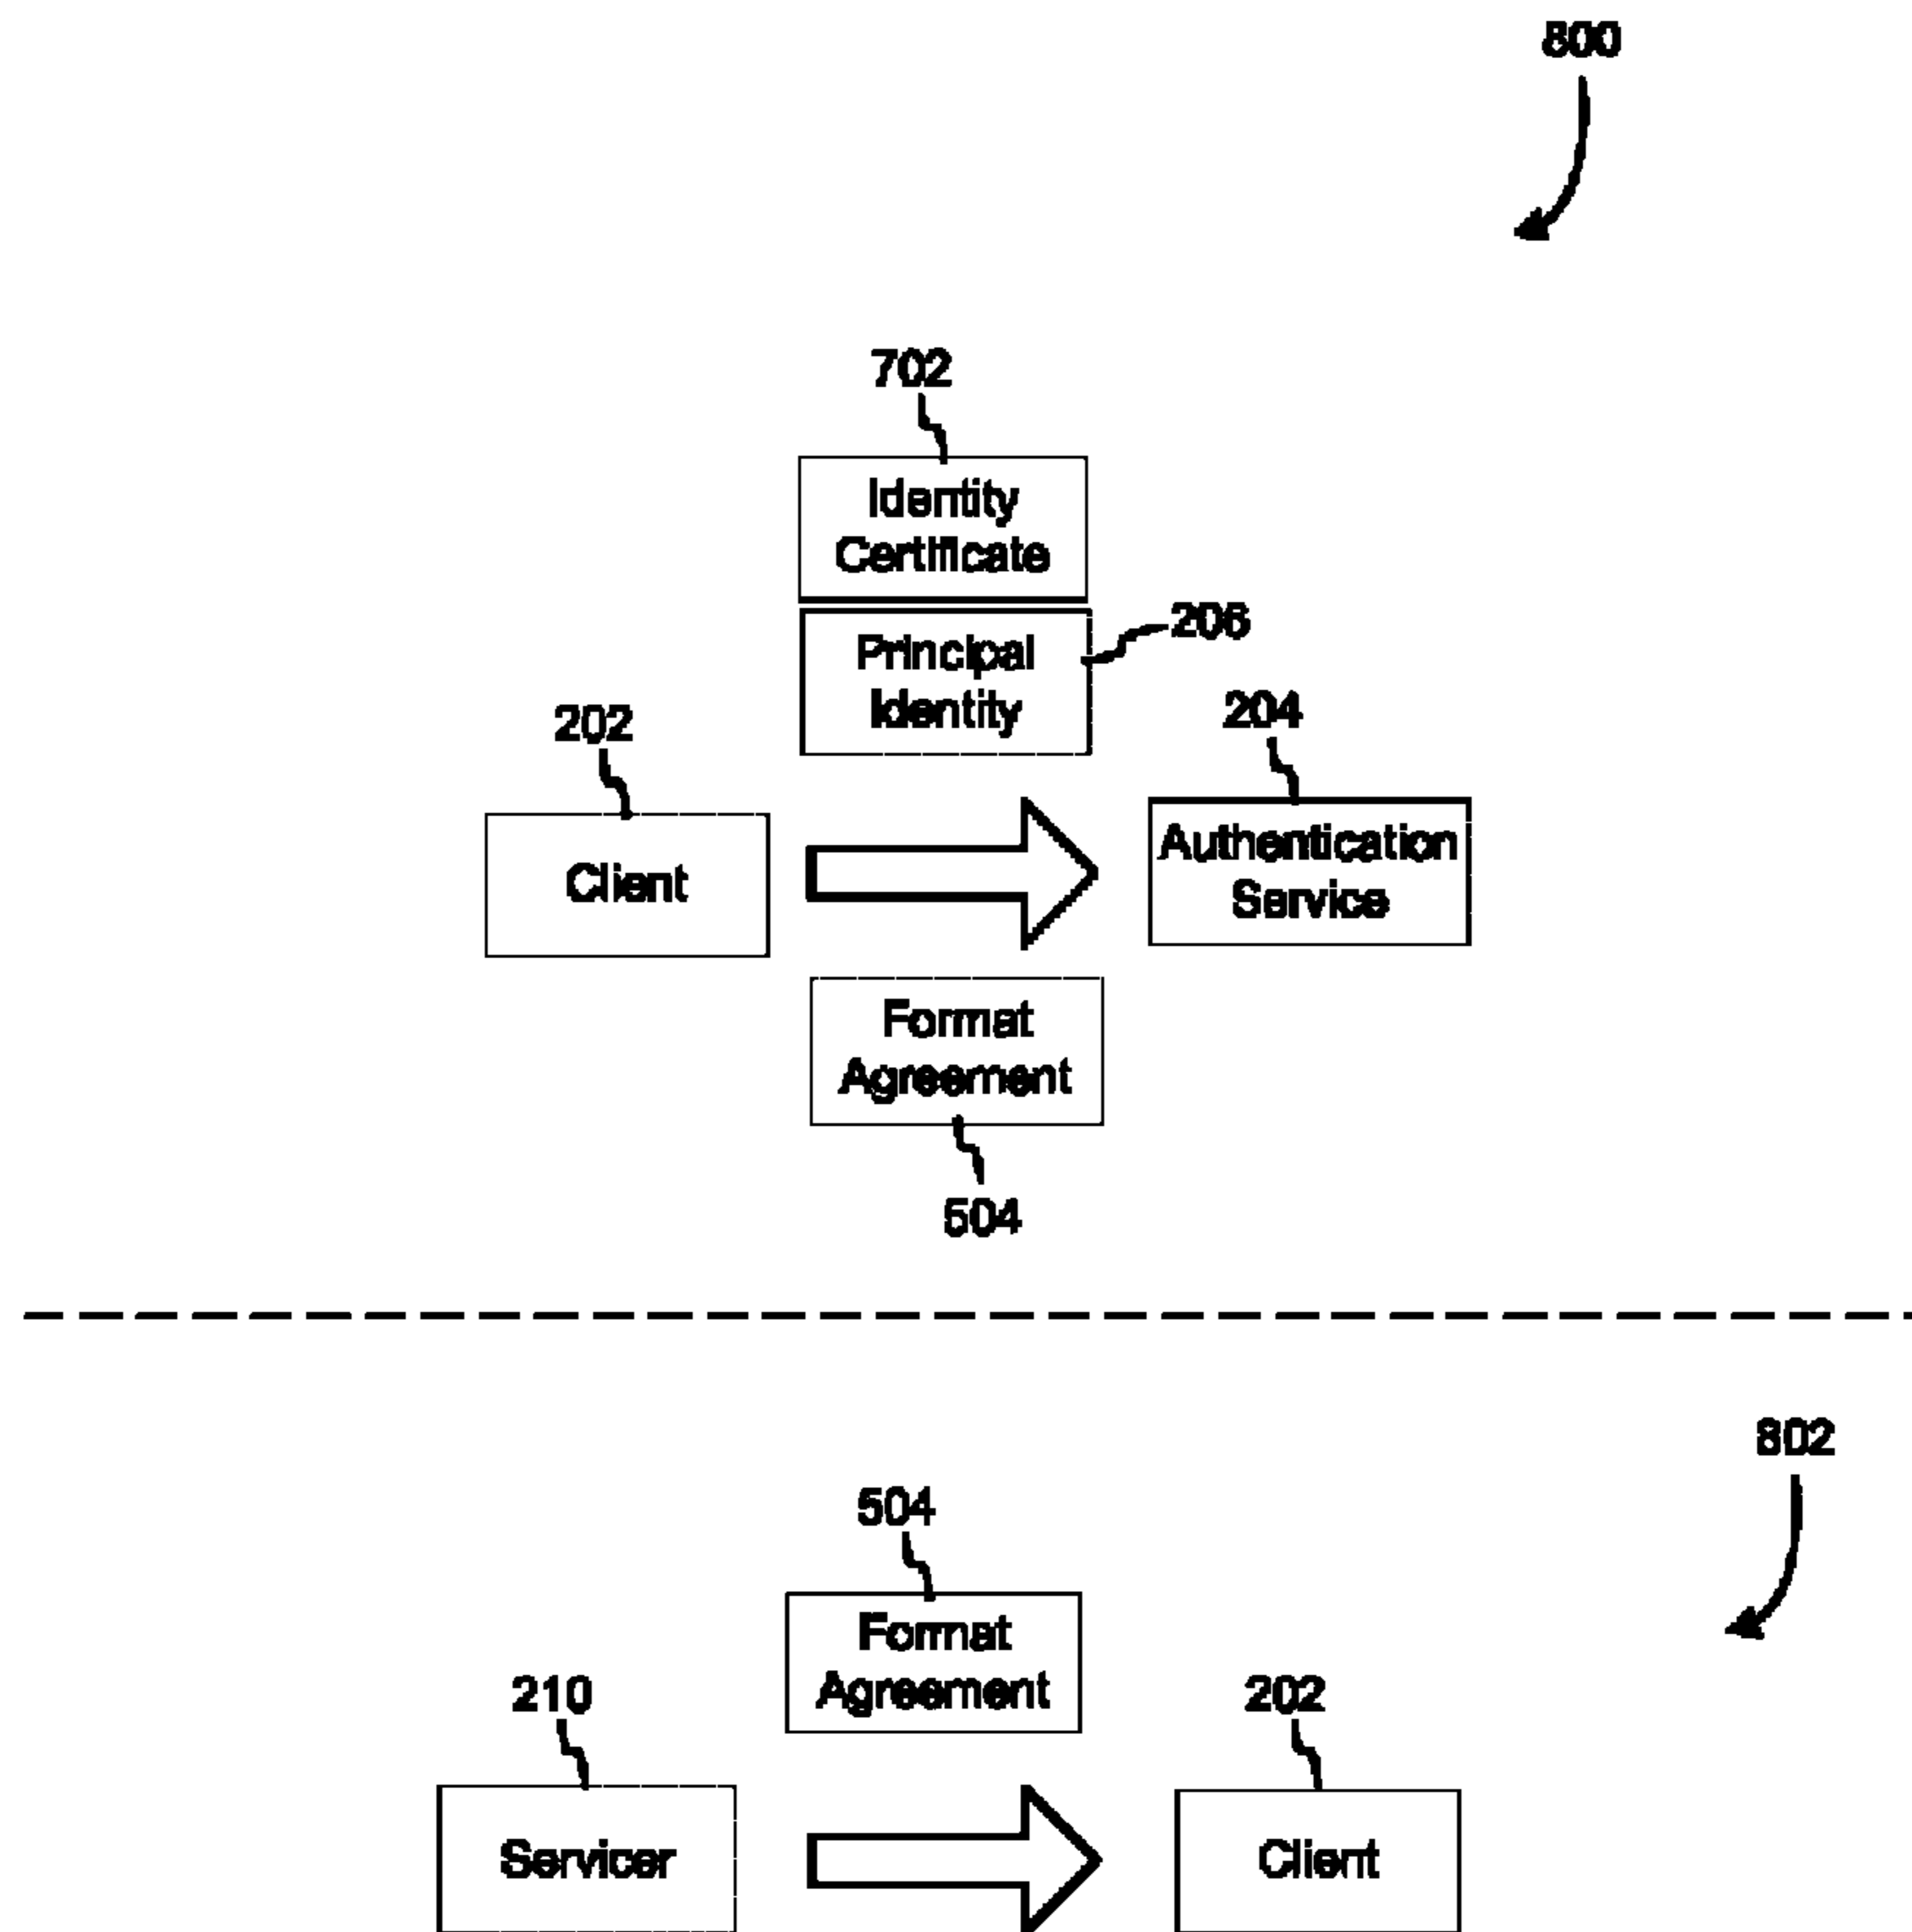 800
702
Identity
Certificate
206
Principal
Identity
202
204
Client
Authentication
Service
Format
Agreement
504
802
504
Format
Agreement
210
202
Servicer
Client